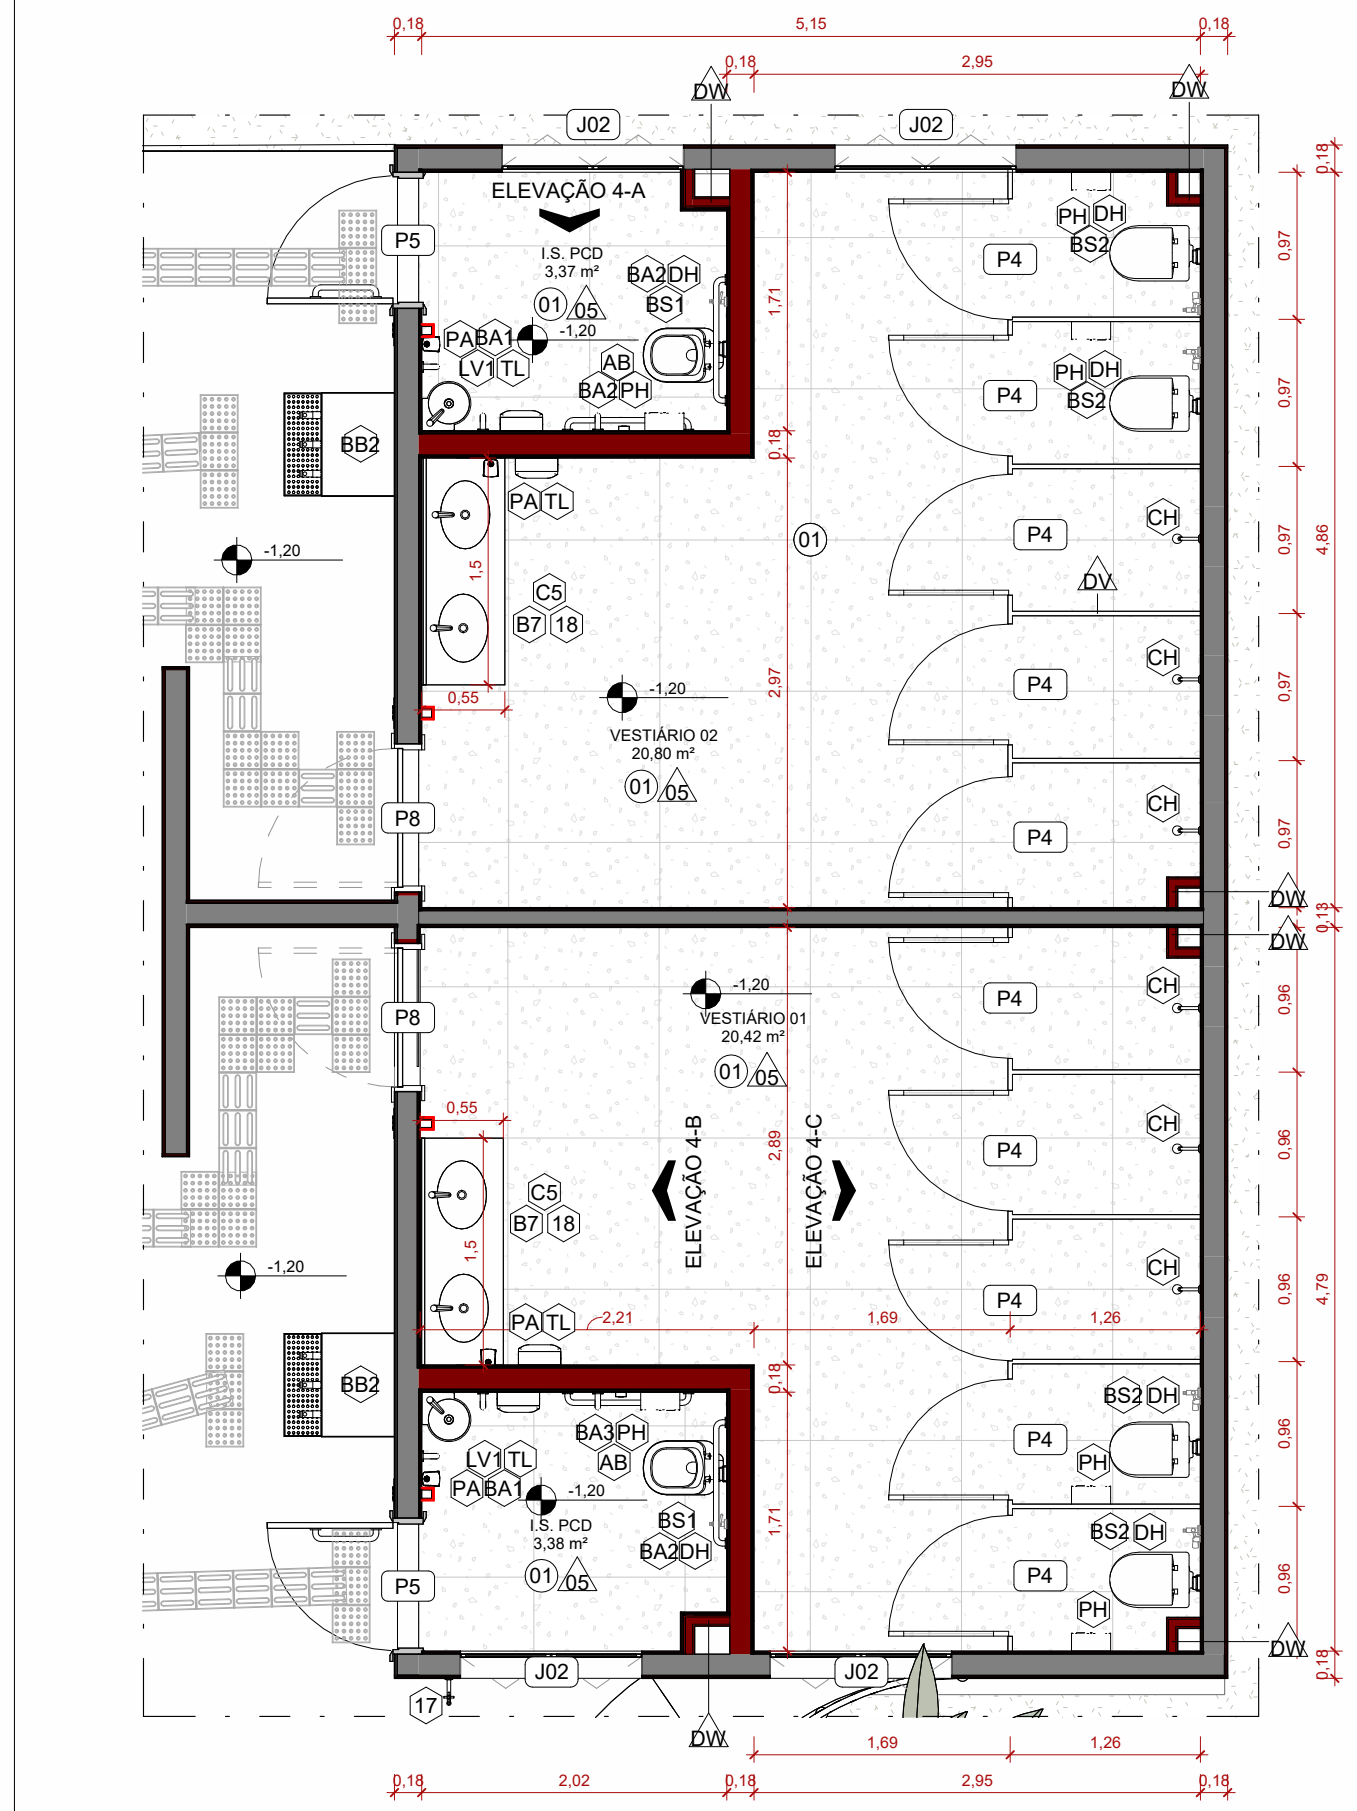 0,18
5,15
0,18
0,18
2,95
DW
DW
J02
J02
0,18
ELEVAÇÃO 4-A
P5
I.S. PCD
3,37 m²
01
05
-1,20
BA2
DH
BS1
PA
BA1
LV1
TL
AB
BA2
PH
1,71
0,18
P4
PH
DH
BS2
0,97
P4
PH
DH
BS2
0,97
BB2
PA
TL
-1,20
1,5
C5
B7
18
01
P4
CH
0,97
4,86
DV
0,55
-1,20
2,97
P4
CH
0,97
VESTIÁRIO 02
20,80 m²
01
05
P8
P4
CH
0,97
DW
0,13
DW
P8
-1,20
VESTIÁRIO 01
20,42 m²
01
05
P4
CH
0,96
0,55
ELEVAÇÃO 4-B
ELEVAÇÃO 4-C
2,89
P4
CH
0,96
C5
B7
18
1,5
-1,20
P4
CH
0,96
4,79
PA
TL
2,21
1,69
1,26
BB2
0,18
BS2
DH
P4
PH
0,96
BA3
PH
AB
LV1
TL
PA
BA1
-1,20
I.S. PCD
3,38 m²
01
05
BS1
BA2
DH
1,71
BS2
DH
P4
PH
0,96
P5
DW
0,18
J02
J02
17
DW
1,69
1,26
0,18
2,02
0,18
2,95
0,18